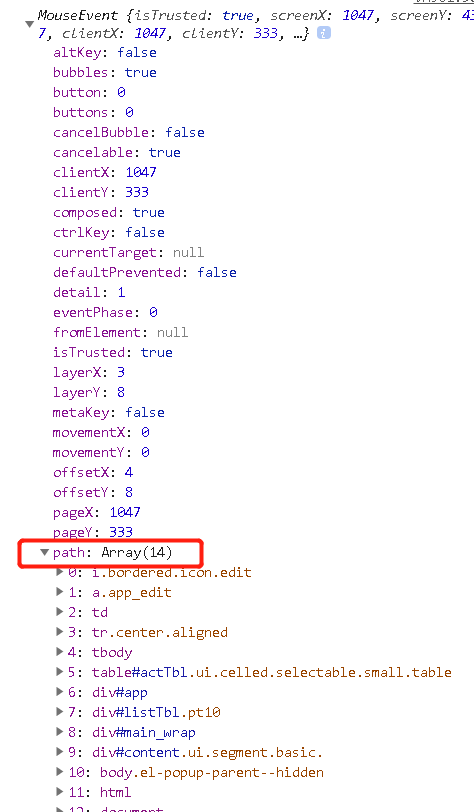 MouseEvent {isTrusted: true, screenX: 1047, screenY: 43
7, clientX: 1047, clientY: 333, …}
altKey: false
bubbles: true
button: 0
buttons: 0
cancelBubble: false
cancelable: true
clientX: 1047
clientY: 333
composed: true
ctrlKey: false
currentTarget: null
defaultPrevented: false
detail: 1
eventPhase: 0
fromElement: null
isTrusted: true
layerX: 3
layerY: 8
metaKey: false
movementX: 0
movementY: 0
offsetX: 4
offsetY: 8
pageX: 1047
pageY: 333
path: Array(14)
0: i.bordered.icon.edit
1: a.app_edit
2: td
3: tr.center.aligned
4: tbody
5: table#actTbl.ui.celled.selectable.small.table
6: div#app
7: div#listTbl.pt10
8: div#main_wrap
9: div#content.ui.segment.basic.
10: body.el-popup-parent--hidden
11: html
12: document